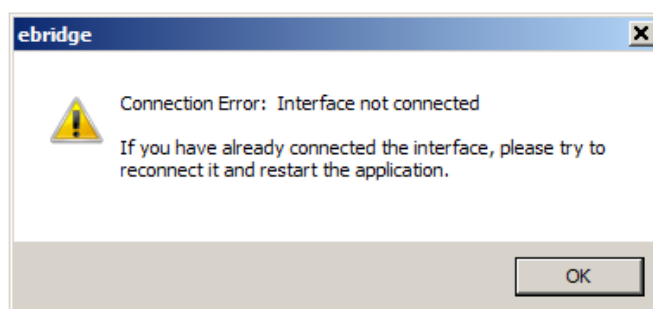 ebridge
Connection Error:  Interface not connected
If you have already connected the interface, please try to
reconnect it and restart the application.
OK